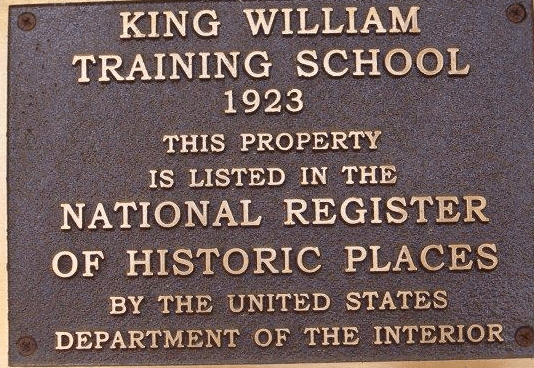 KING WILLIAM
TRAINING SCHOOL
1923
THIS PROPERTY
IS LISTED IN THE
NATIONAL REGISTER
OF HISTORIC PLACES
BY THE UNITED STATES
DEPARTMENT OF THE INTERIOR